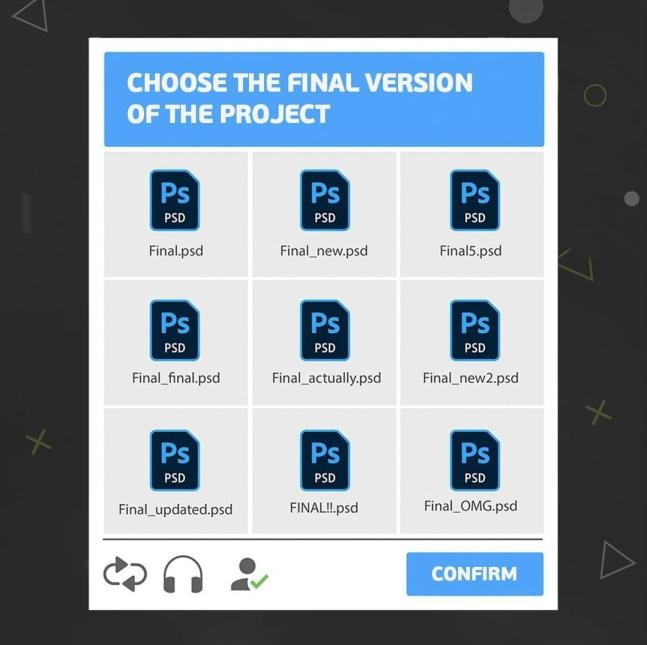 CHOOSE THE FINAL VERSION
OF THE PROJECT
Ps
PSD
Final.psd
Ps
PSD
Final_new.psd
Ps
PSD
Final5.psd
Ps
PSD
Final_final.psd
Ps
PSD
Final_actually.psd
Ps
PSD
Final_new2.psd
Ps
PSD
Final_updated.psd
Ps
PSD
FINAL!!.psd
Ps
PSD
Final_OMG.psd
CONFIRM